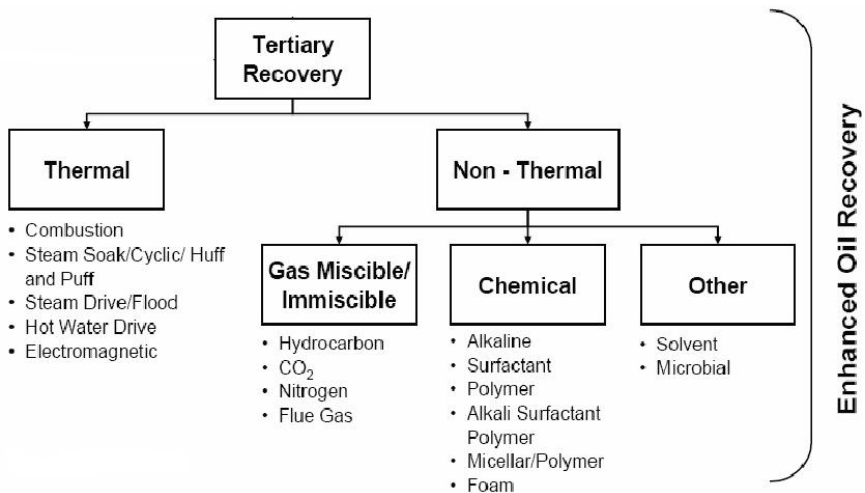 Tertiary
Recovery
Thermal
• Combustion
• Steam Soak/Cyclic/ Huff
and Puff
• Steam Drive/Flood
• Hot Water Drive
• Electromagnetic
Non - Thermal
Gas Miscible/
Immiscible
• Hydrocarbon
• CO₂
• Nitrogen
• Flue Gas
Chemical
• Alkaline
• Surfactant
• Polymer
• Alkali Surfactant
Polymer
• Micellar/Polymer
• Foam
Other
• Solvent
• Microbial
Enhanced Oil Recovery